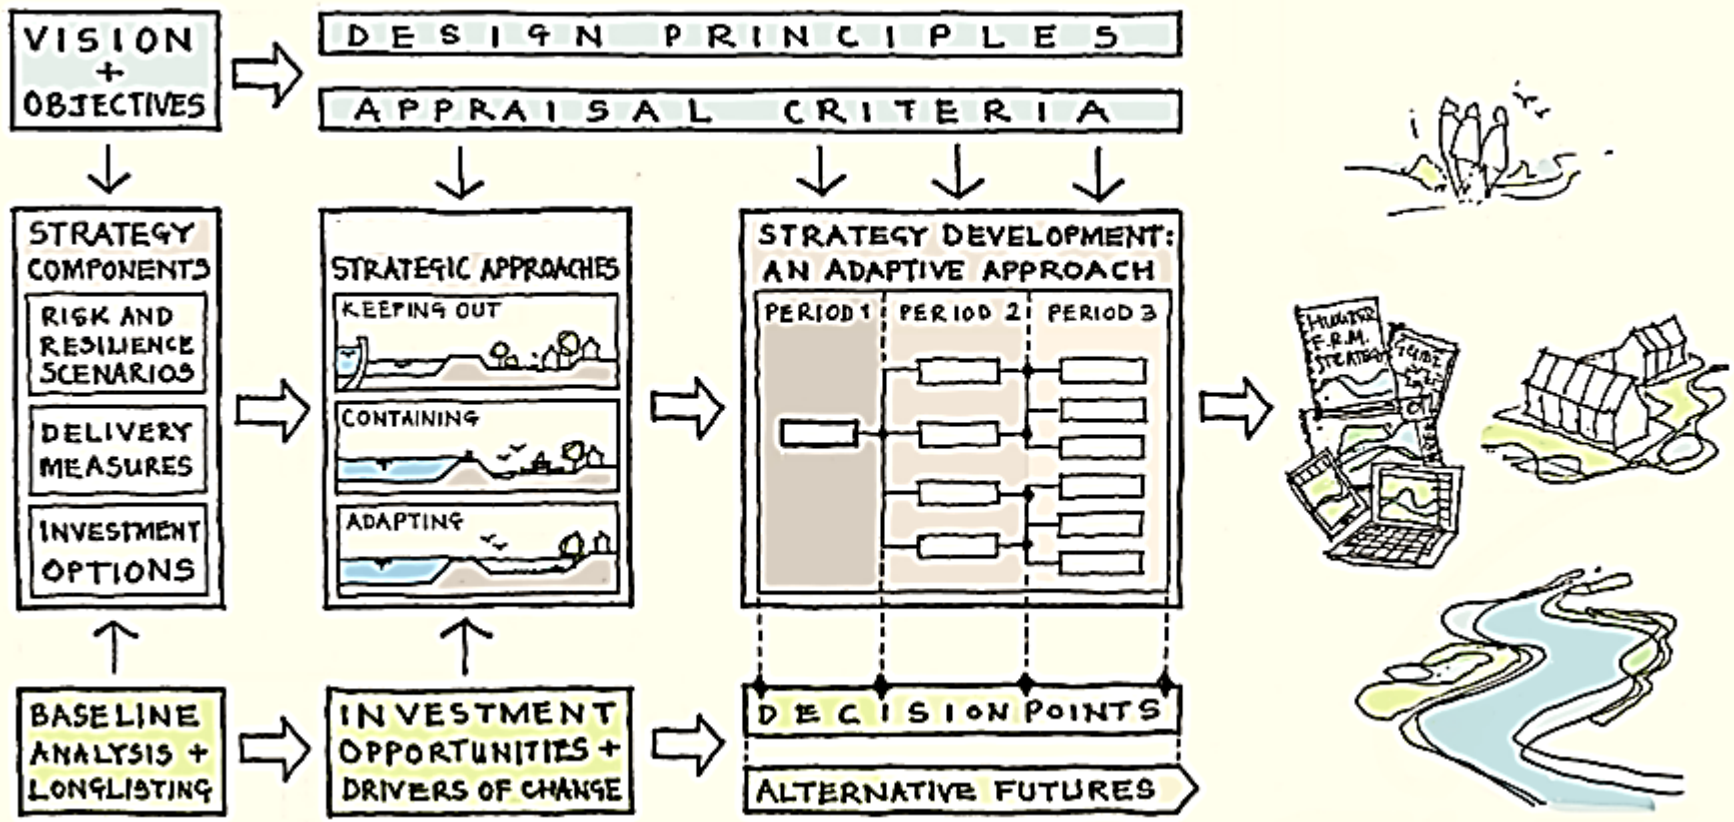 VISION
+
OBJECTIVES
DESIGN PRINCIPLES
APPRAISAL CRITERIA
STRATEGY
COMPONENTS
RISK AND
RESILIENCE
SCENARIOS
DELIVERY
MEASURES
INVESTMENT
OPTIONS
STRATEGIC APPROACHES
KEEPING OUT
CONTAINING
ADAPTING
STRATEGY DEVELOPMENT:
AN ADAPTIVE APPROACH
PERIOD 1
PERIOD 2
PERIOD 3
HUMBER
F.R.M.
STRATEGY
BASELINE
ANALYSIS +
LONGLISTING
INVESTMENT
OPPORTUNITIES +
DRIVERS OF CHANGE
DECISION POINTS
ALTERNATIVE FUTURES